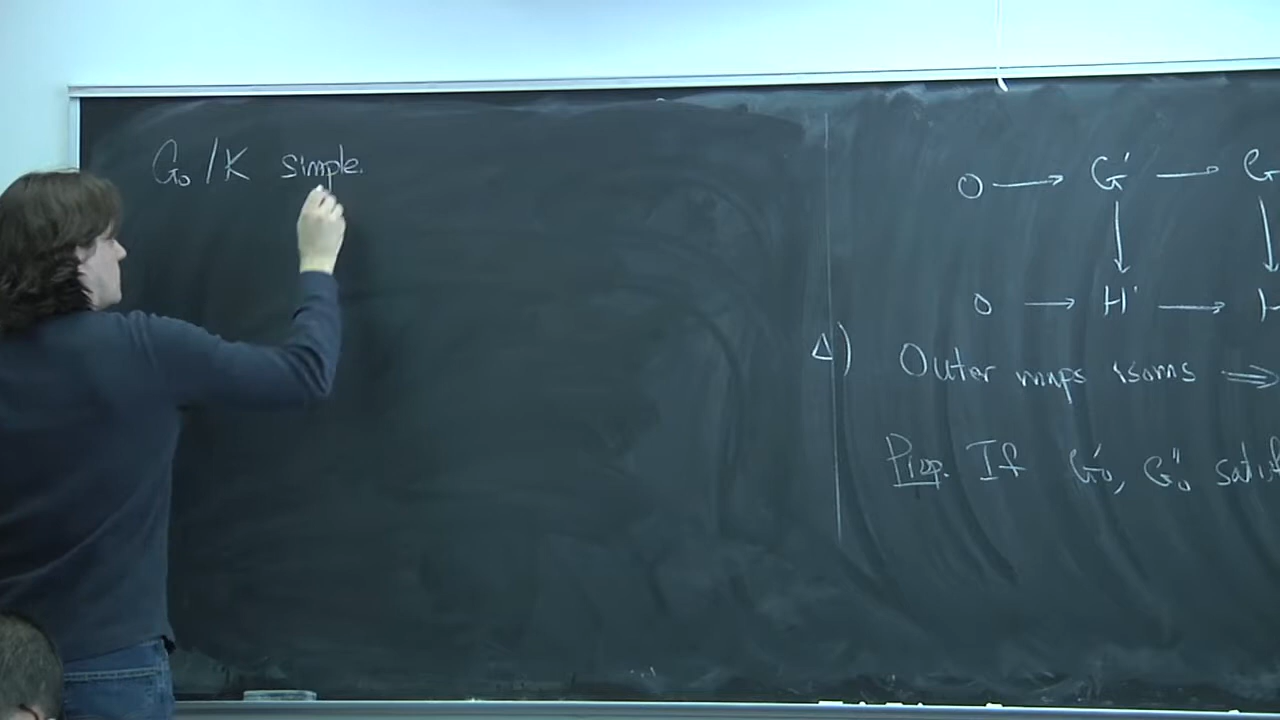 G₀/K simple.
0 → G' → G
↓ ↓
0 → H' → H
Δ) Outer maps isoms ⇒
Prop. If G₀', G₀'' satisf